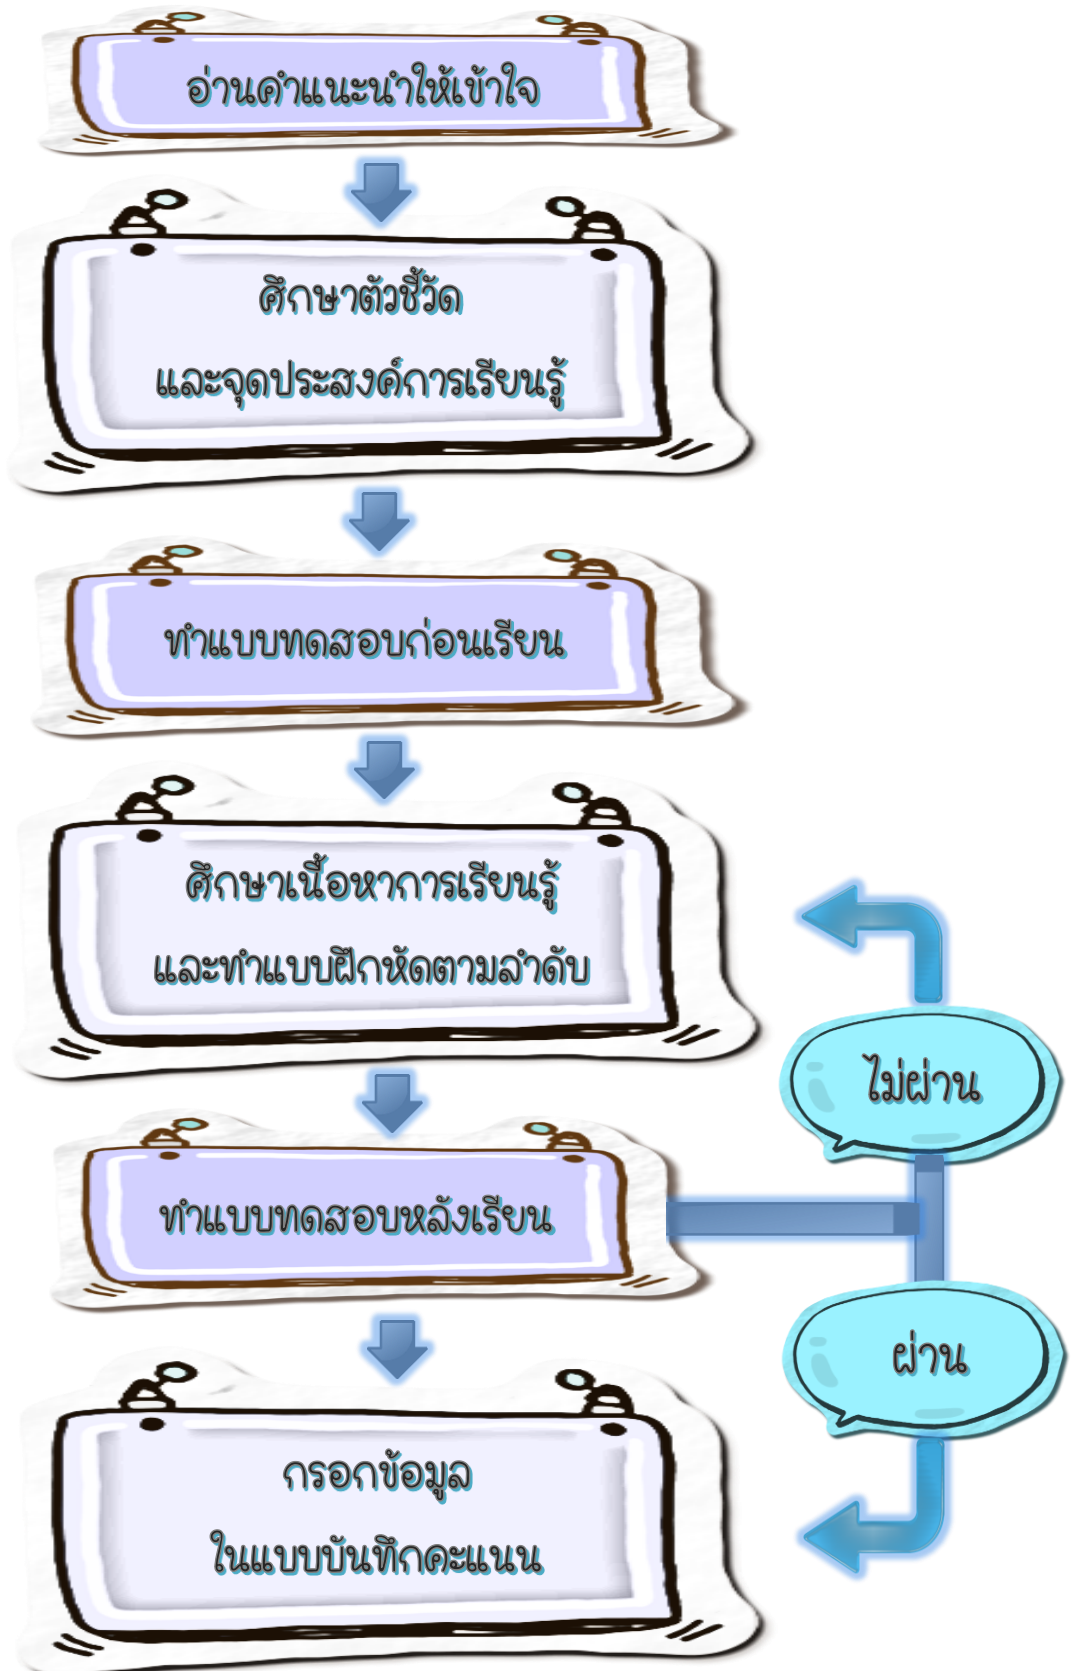 อ่านคำแนะนำให้เข้าใจ
ศึกษาตัวชี้วัด
และจุดประสงค์การเรียนรู้
ทำแบบทดสอบก่อนเรียน
ศึกษาเนื้อหาการเรียนรู้
และทำแบบฝึกหัดตามลำดับ
ไม่ผ่าน
ทำแบบทดสอบหลังเรียน
ผ่าน
กรอกข้อมูล
ในแบบบันทึกคะแนน